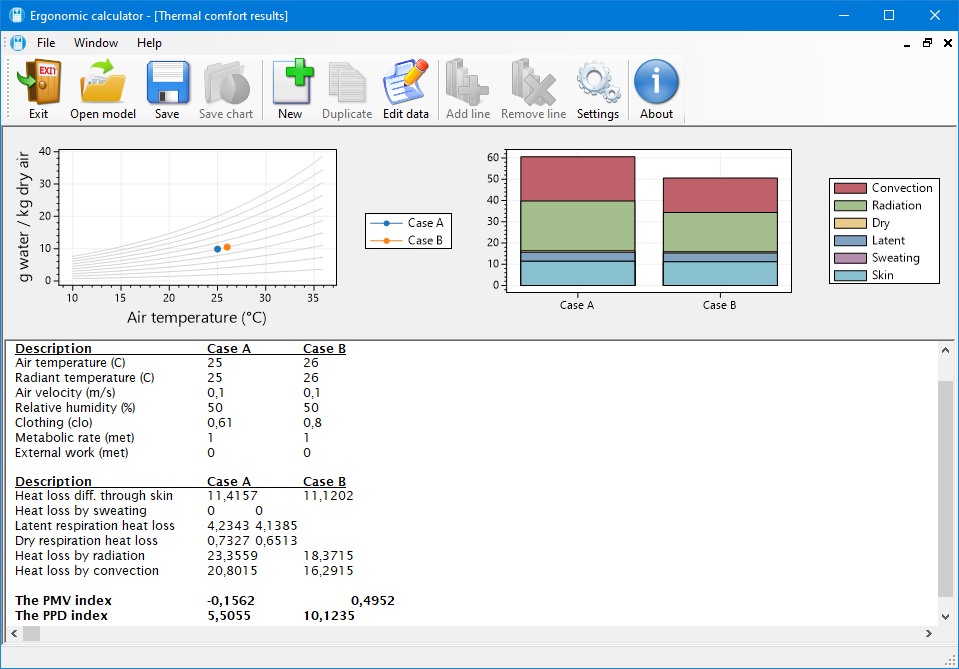 Ergonomic calculator - [Thermal comfort results]
File Window Help
EXIT
Exit Open model Save Save chart New Duplicate Edit data Add line Remove line Settings About
g water / kg dry air
40
30
20
10
0
10 15 20 25 30 35
Air temperature (°C)
Case A
Case B
60
50
40
30
20
10
0
Case A Case B
Convection
Radiation
Dry
Latent
Sweating
Skin
Description Case A Case B
Air temperature (C) 25 26
Radiant temperature (C) 25 26
Air velocity (m/s) 0,1 0,1
Relative humidity (%) 50 50
Clothing (clo) 0,61 0,8
Metabolic rate (met) 1 1
External work (met) 0 0
Description Case A Case B
Heat loss diff. through skin 11,4157 11,1202
Heat loss by sweating 0 0
Latent respiration heat loss 4,2343 4,1385
Dry respiration heat loss 0,7327 0,6513
Heat loss by radiation 23,3559 18,3715
Heat loss by convection 20,8015 16,2915
The PMV index -0,1562 0,4952
The PPD index 5,5055 10,1235